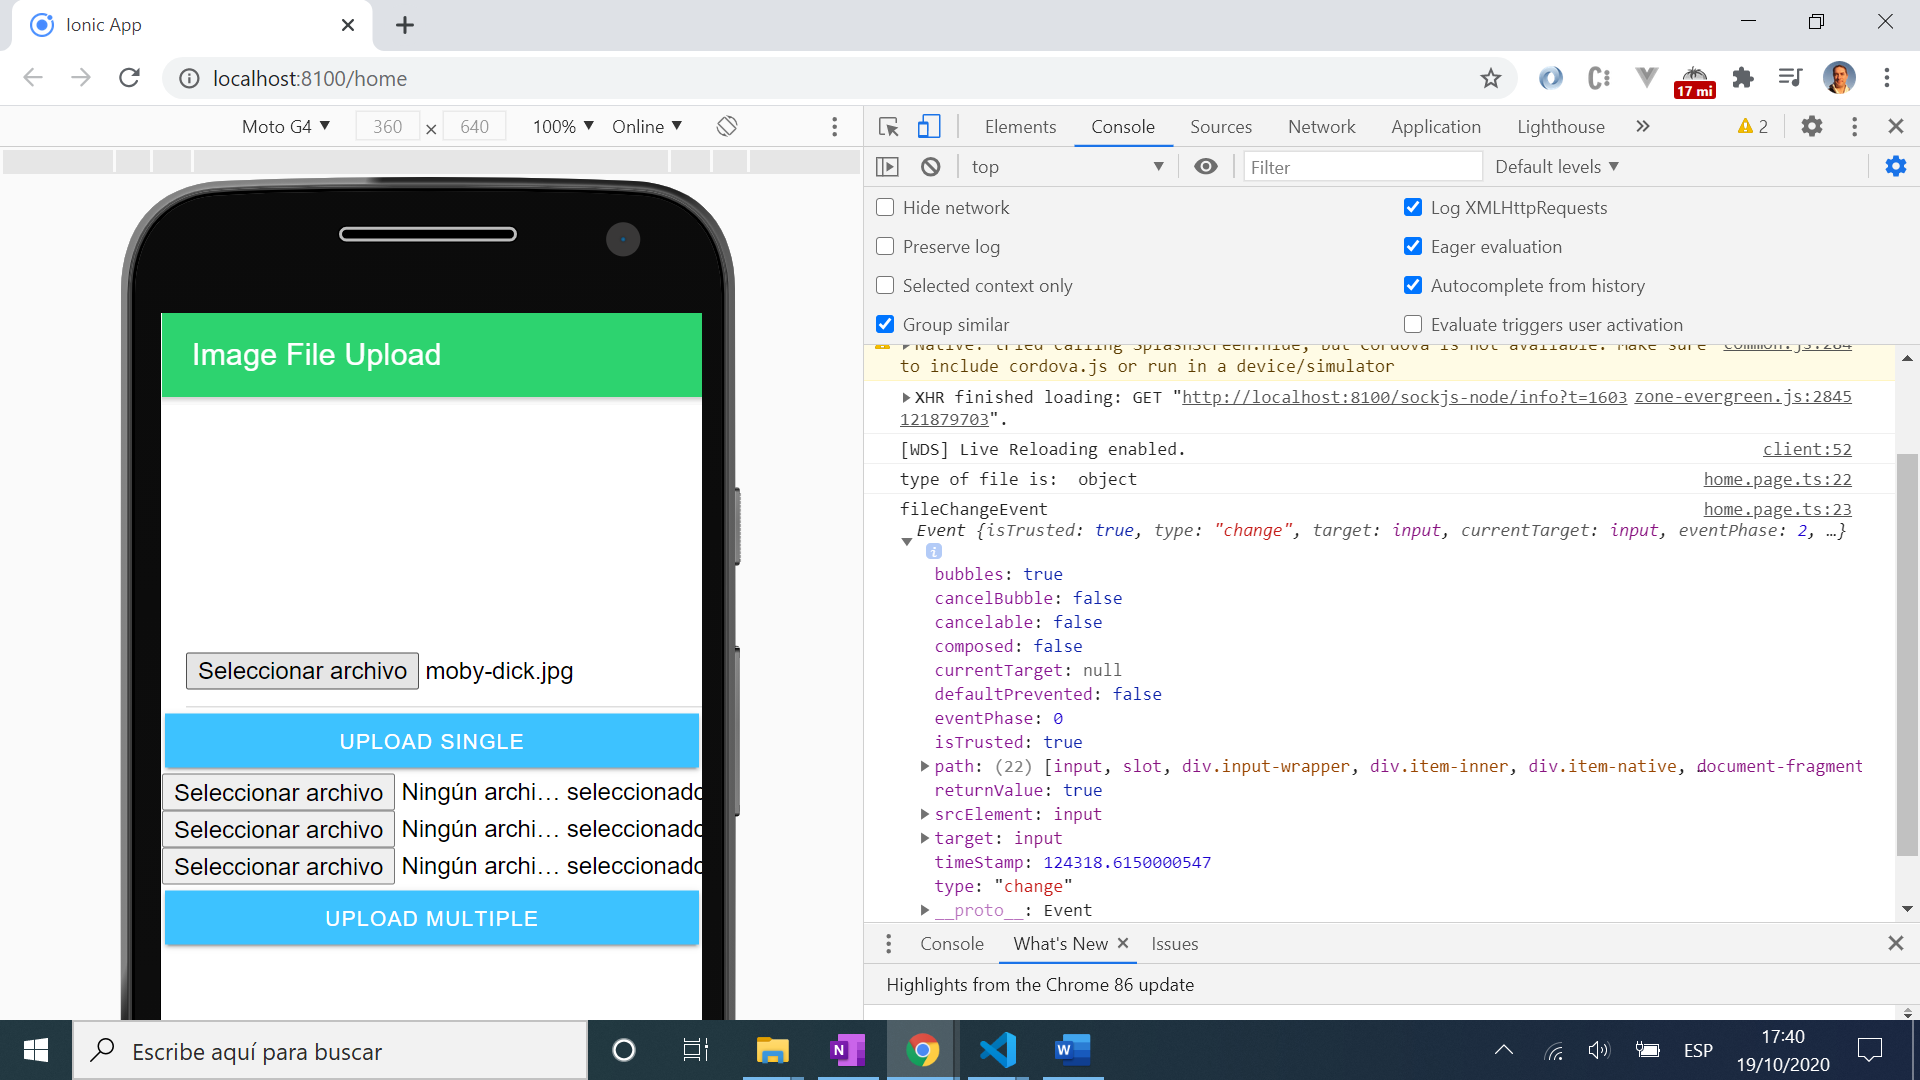 Ionic App
localhost:8100/home
17 mi
Moto G4 ▼ 360 × 640 100% ▼ Online ▼
Elements Console Sources Network Application Lighthouse » 2
top Filter Default levels ▼
Hide network
Log XMLHttpRequests
Preserve log
Eager evaluation
Selected context only
Autocomplete from history
Group similar
Evaluate triggers user activation
Native: tried calling SplashScreen.hide, but Cordova is not available. Make sure common.js:284
to include cordova.js or run in a device/simulator
XHR finished loading: GET "http://localhost:8100/sockjs-node/info?t=1603 zone-evergreen.js:2845
121879703".
[WDS] Live Reloading enabled. client:52
type of file is:  object home.page.ts:22
fileChangeEvent home.page.ts:23
Event {isTrusted: true, type: "change", target: input, currentTarget: input, eventPhase: 2, …}
i
bubbles: true
cancelBubble: false
cancelable: false
composed: false
currentTarget: null
defaultPrevented: false
eventPhase: 0
isTrusted: true
path: (22) [input, slot, div.input-wrapper, div.item-inner, div.item-native, document-fragment
returnValue: true
srcElement: input
target: input
timeStamp: 124318.6150000547
type: "change"
__proto__: Event
Console What's New Issues
Highlights from the Chrome 86 update
Image File Upload
Seleccionar archivo moby-dick.jpg
UPLOAD SINGLE
Seleccionar archivo Ningún archi… seleccionado
Seleccionar archivo Ningún archi… seleccionado
Seleccionar archivo Ningún archi… seleccionado
UPLOAD MULTIPLE
Escribe aquí para buscar
N
W
ESP
17:40
19/10/2020